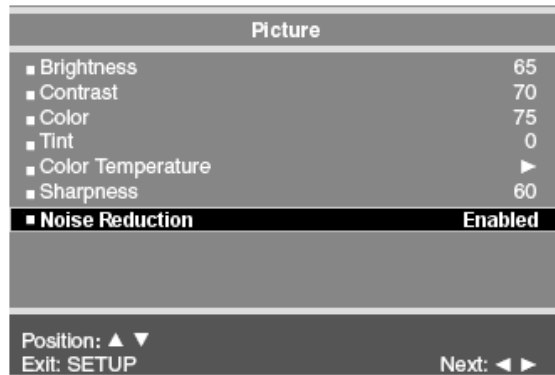 Picture
Brightness 65
Contrast 70
Color 75
Tint 0
Color Temperature ►
Sharpness 60
Noise Reduction Enabled
Position: ▲ ▼
Exit: SETUP Next: ◄ ►